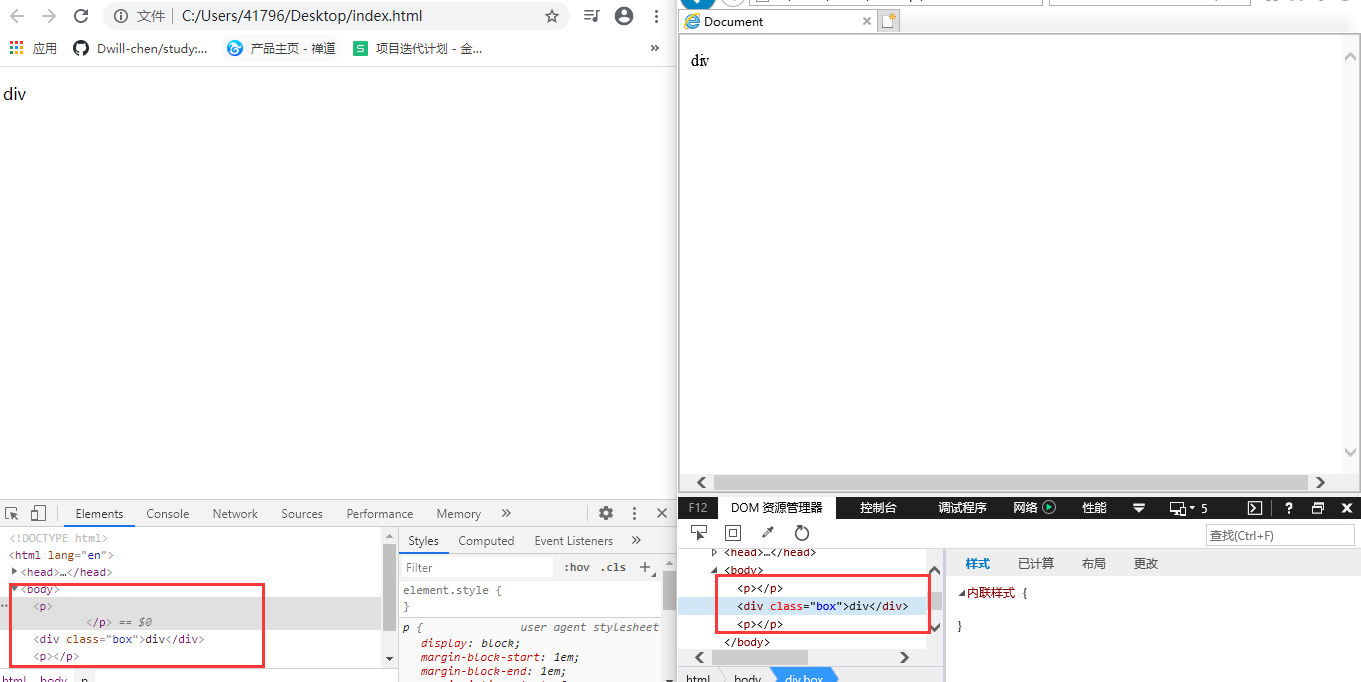 文件 C:/Users/41796/Desktop/index.html
应用 Dwill-chen/study:... 产品主页 - 禅道 S 项目迭代计划 - 金... »
div
Elements Console Network Sources Performance Memory »
<!DOCTYPE html>
<html lang="en">
<head>…</head>
<body>
<p>
</p> == $0
<div class="box">div</div>
<p></p>
html body p
Styles Computed Event Listeners »
Filter :hov .cls +
element.style {
}
p { user agent stylesheet
display: block;
margin-block-start: 1em;
margin-block-end: 1em;
Document
div
F12 DOM 资源管理器 控制台 调试程序 网络 性能 5 ?
查找(Ctrl+F)
<head>…</head>
<body>
<p></p>
<div class="box">div</div>
<p></p>
</body>
html body div.box
样式 已计算 布局 更改
内联样式 {
}